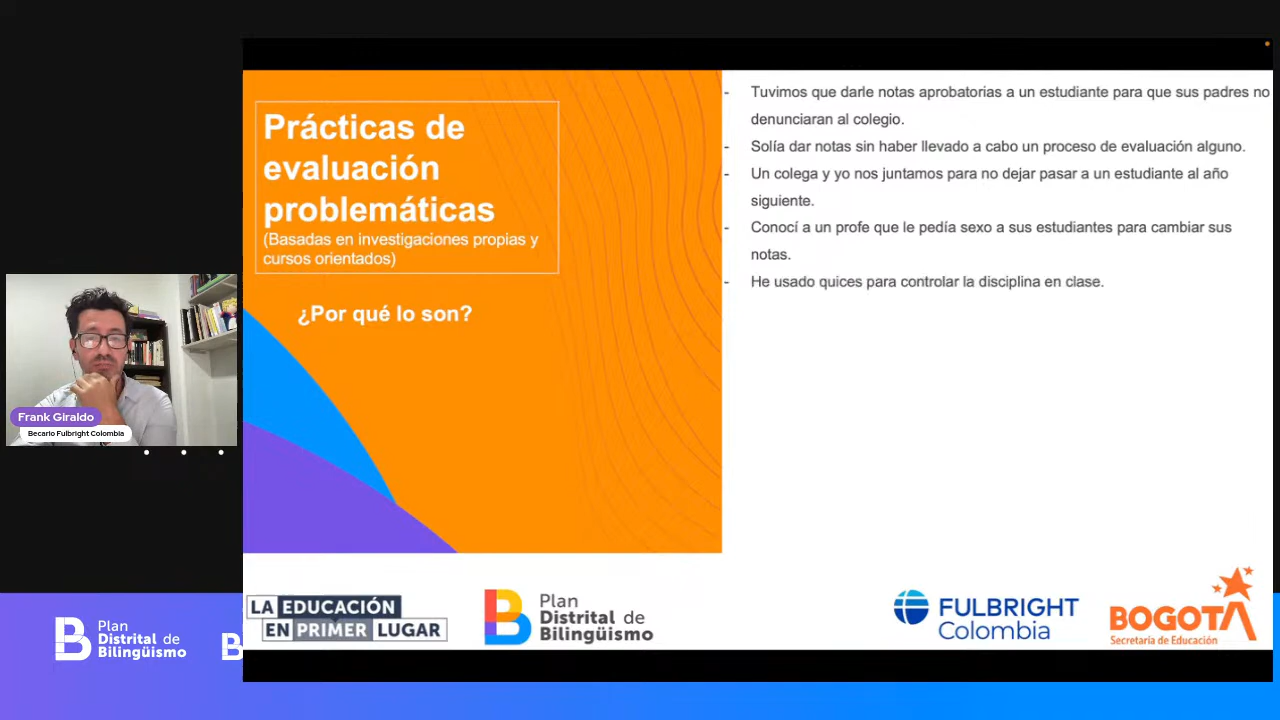 Prácticas de
evaluación
problemáticas
(Basadas en investigaciones propias y
cursos orientados)
¿Por qué lo son?
- Tuvimos que darle notas aprobatorias a un estudiante para que sus padres no
denunciaran al colegio.
- Solía dar notas sin haber llevado a cabo un proceso de evaluación alguno.
- Un colega y yo nos juntamos para no dejar pasar a un estudiante al año
siguiente.
- Conocí a un profe que le pedía sexo a sus estudiantes para cambiar sus
notas.
- He usado quices para controlar la disciplina en clase.
Frank Giraldo
Becario Fulbright Colombia
B Plan
Distrital de
Bilingüismo
B
LA EDUCACIÓN
EN PRIMER LUGAR
B Plan
Distrital de
Bilingüismo
FULBRIGHT
Colombia
BOGOTÁ
Secretaría de Educación